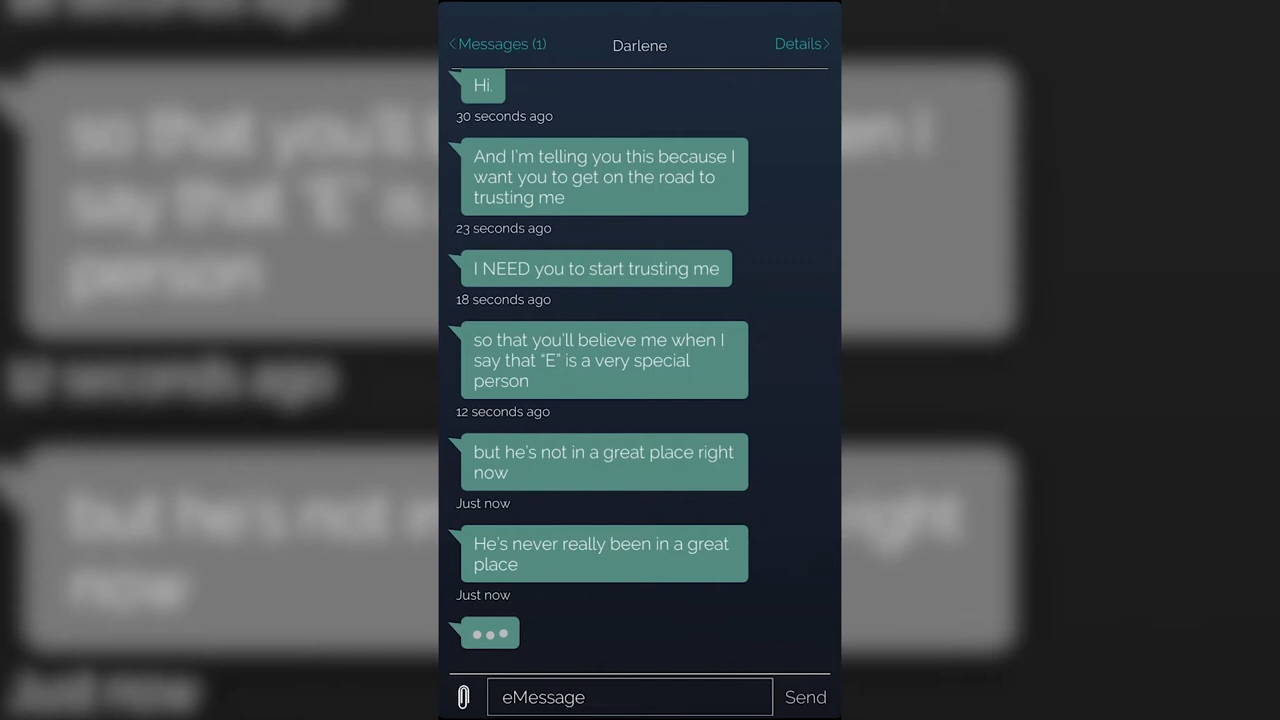 Messages (1)
Darlene
Details
Hi.
30 seconds ago
And I'm telling you this because I
want you to get on the road to
trusting me
23 seconds ago
I NEED you to start trusting me
18 seconds ago
so that you'll believe me when I
say that “E” is a very special
person
12 seconds ago
but he's not in a great place right
now
Just now
He's never really been in a great
place
Just now
eMessage
Send